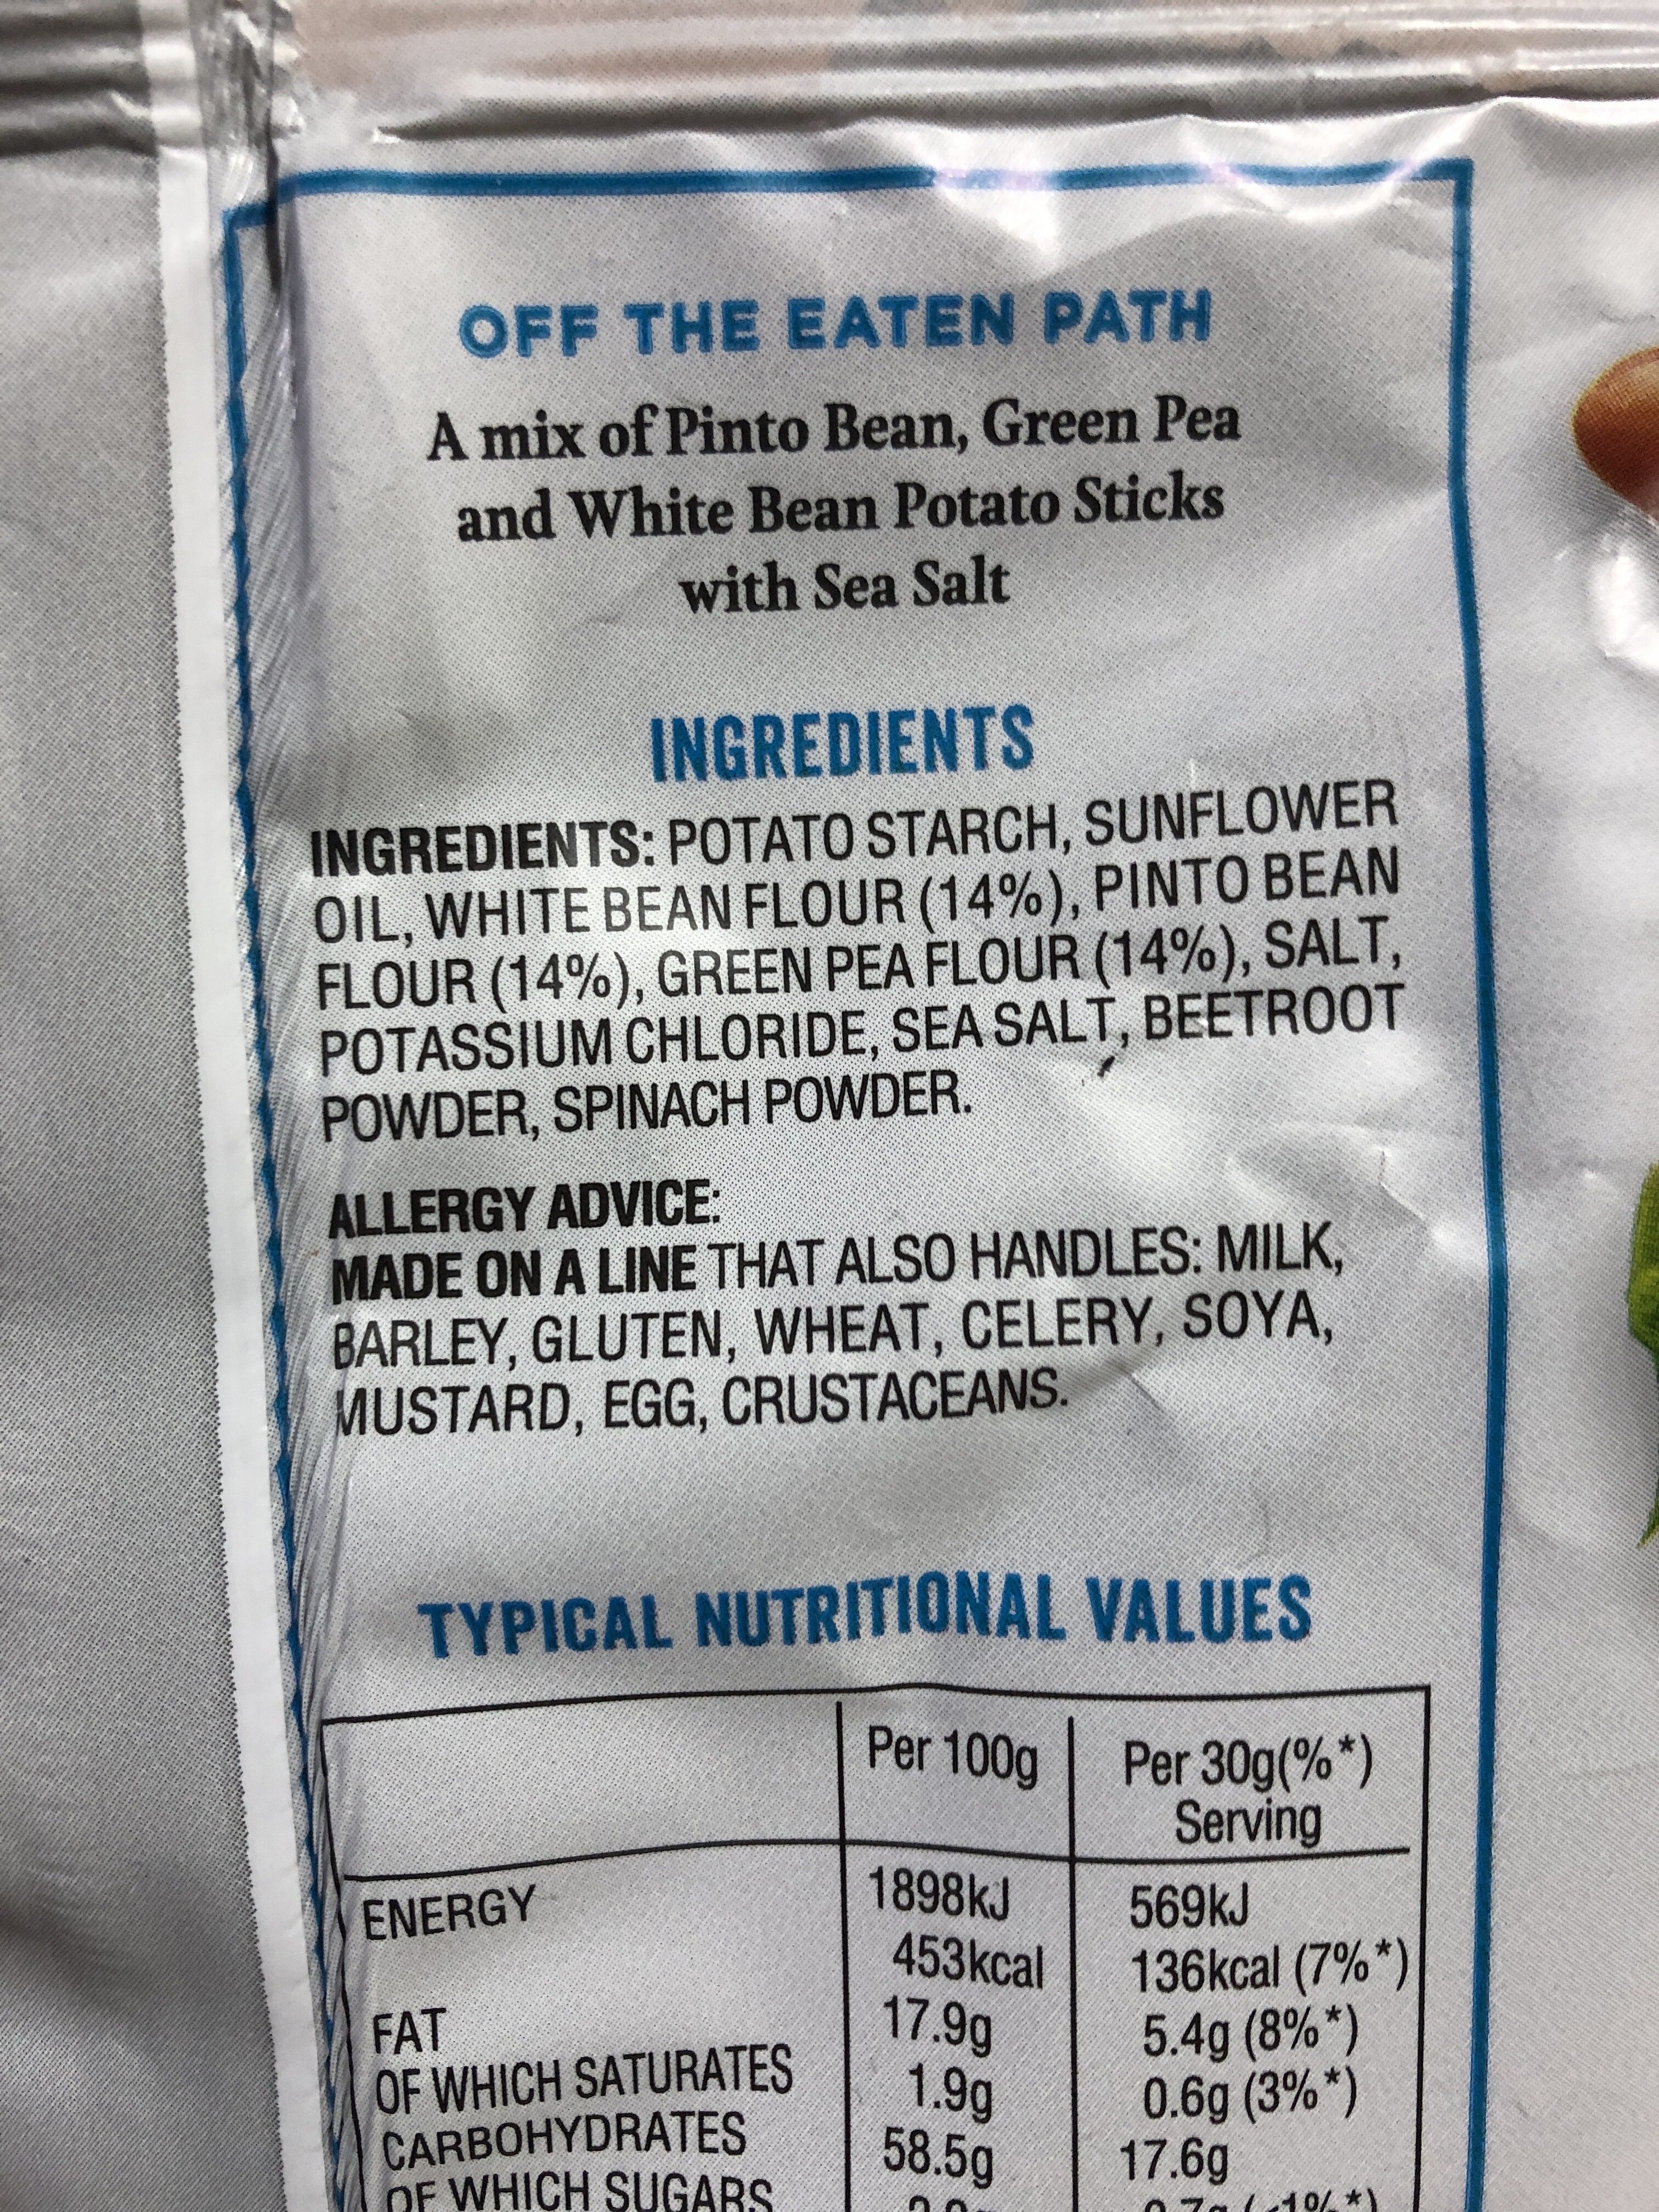 OFF THE EATEN PATH
A mix of Pinto Bean, Green Pea
and White Bean Potato Sticks
with Sea Salt
INGREDIENTS
INGREDIENTS: POTATO STARCH, SUNFLOWER
OIL, WHITE BEAN FLOUR (14%), PINTO BEAN
FLOUR (14%), GREEN PEA FLOUR (14%), SALT,
POTASSIUM CHLORIDE, SEA SALT, BEETROOT
POWDER, SPINACH POWDER.
ALLERGY ADVICE:
MADE ON A LINE THAT ALSO HANDLES: MILK,
BARLEY, GLUTEN, WHEAT, CELERY, SOYA,
MUSTARD, EGG, CRUSTACEANS.
TYPICAL NUTRITIONAL VALUES
Per 100g Per 30g(%*)
Serving
ENERGY 1898kJ 569kJ
453kcal 136kcal (7%*)
FAT 17.9g 5.4g (8%*)
OF WHICH SATURATES 1.9g 0.6g (3%*)
CARBOHYDRATES 58.5g 17.6g
OF WHICH SUGARS